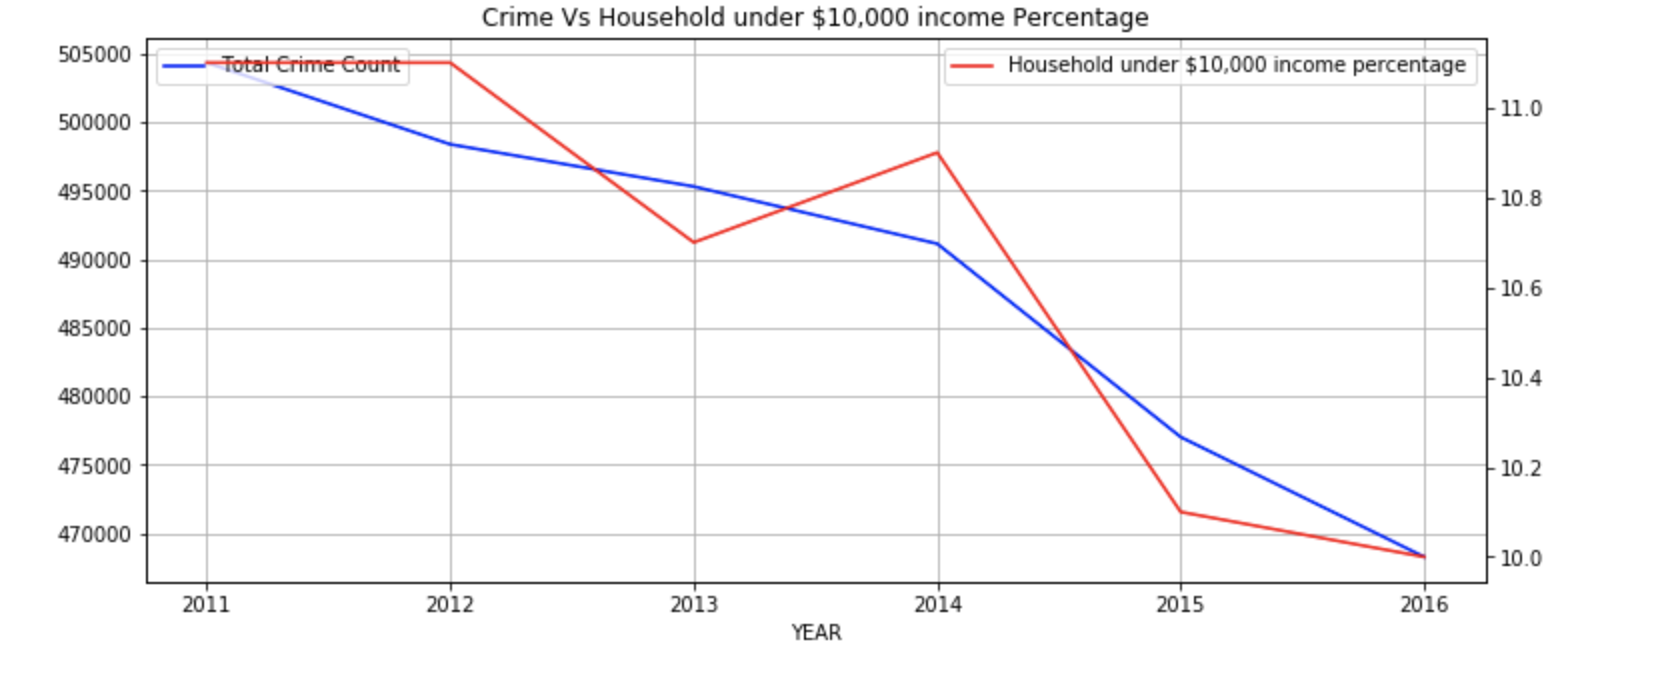 Crime Vs Household under $10,000 income Percentage
Total Crime Count
Household under $10,000 income percentage
505000
500000
495000
490000
485000
480000
475000
470000
11.0
10.8
10.6
10.4
10.2
10.0
2011 2012 2013 2014 2015 2016
YEAR